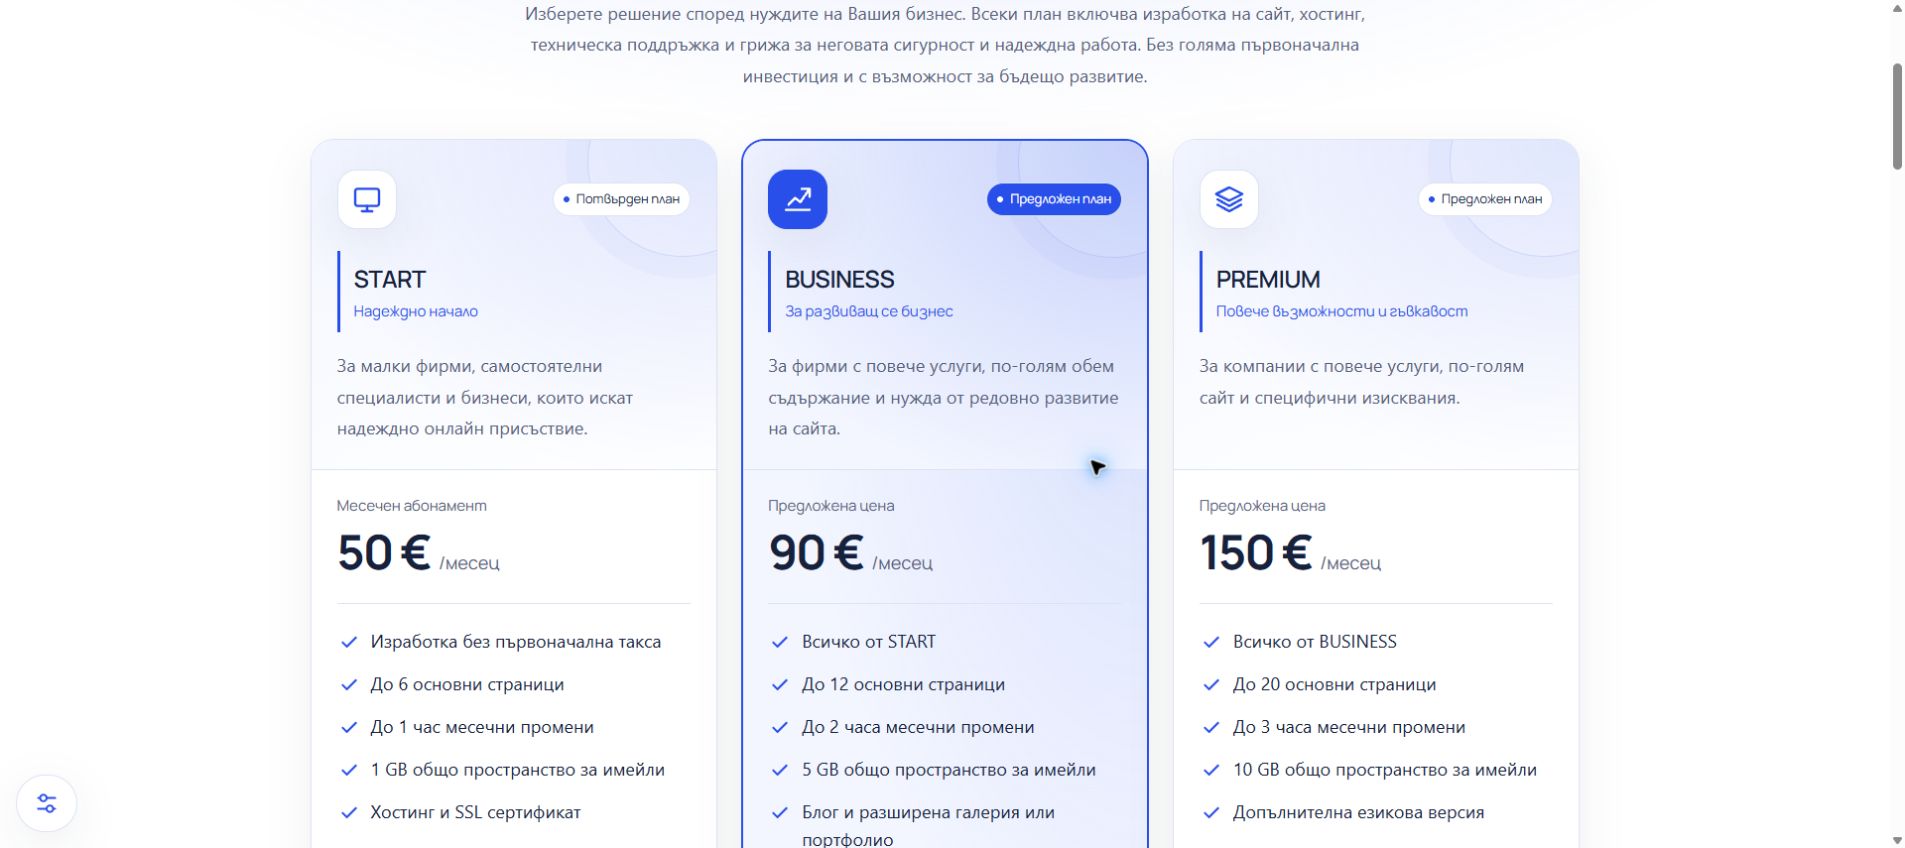 Изберете решение според нуждите на Вашия бизнес. Всеки план включва изработка на сайт, хостинг,
техническа поддръжка и грижа за неговата сигурност и надеждна работа. Без голяма първоначална
инвестиция и с възможност за бъдещо развитие.
Потвърден план
START
Надеждно начало
За малки фирми, самостоятелни
специалисти и бизнеси, които искат
надеждно онлайн присъствие.
Месечен абонамент
50 € /месец
Изработка без първоначална такса
До 6 основни страници
До 1 час месечни промени
1 GB общо пространство за имейли
Хостинг и SSL сертификат
Предложен план
BUSINESS
За развиващ се бизнес
За фирми с повече услуги, по-голям обем
съдържание и нужда от редовно развитие
на сайта.
Предложена цена
90 € /месец
Всичко от START
До 12 основни страници
До 2 часа месечни промени
5 GB общо пространство за имейли
Блог и разширена галерия или
портфолио
Предложен план
PREMIUM
Повече възможности и гъвкавост
За компании с повече услуги, по-голям
сайт и специфични изисквания.
Предложена цена
150 € /месец
Всичко от BUSINESS
До 20 основни страници
До 3 часа месечни промени
10 GB общо пространство за имейли
Допълнителна езикова версия